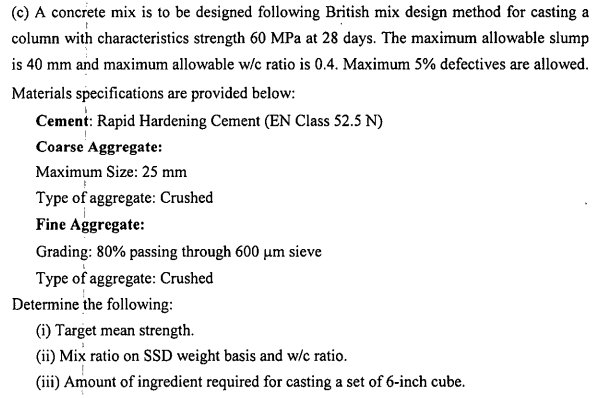 (c) A concrete mix is to be designed following British mix design method for casting a
column with characteristics strength 60 MPa at 28 days. The maximum allowable slump
is 40 mm and maximum allowable w/c ratio is 0.4. Maximum 5% defectives are allowed.
Materials specifications are provided below:
Cement: Rapid Hardening Cement (EN Class 52.5 N)
Coarse Aggregate:
Maximum Size: 25 mm
Type of aggregate: Crushed
Fine Aggregate:
Grading: 80% passing through 600 μm sieve
Type of aggregate: Crushed
Determine the following:
(i) Target mean strength.
(ii) Mix ratio on SSD weight basis and w/c ratio.
(iii) Amount of ingredient required for casting a set of 6-inch cube.